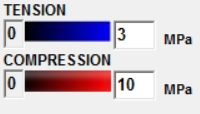 TENSION
0 3 MPa
COMPRESSION
0 10 MPa